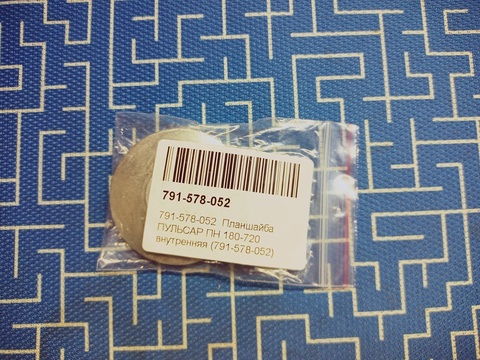 791-578-052
791-578-052 Планшайба
ПУЛЬСАР ПН 180-720
внутренняя (791-578-052)